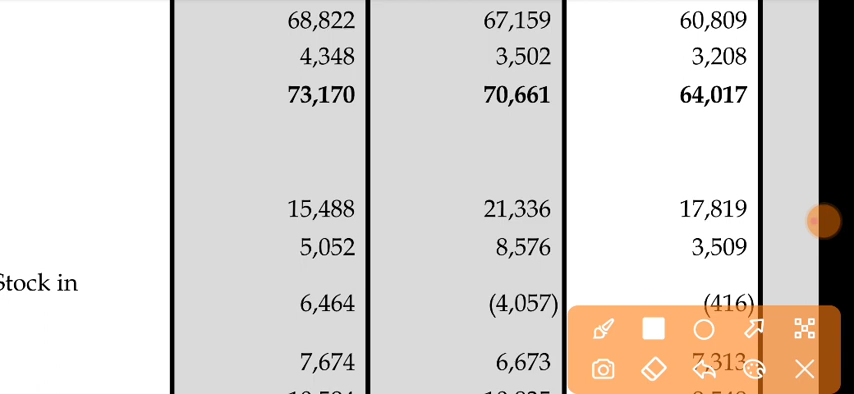 68,822 67,159 60,809
4,348 3,502 3,208
73,170 70,661 64,017
15,488 21,336 17,819
5,052 8,576 3,509
Stock in
6,464 (4,057) (416)
7,674 6,673 7,313